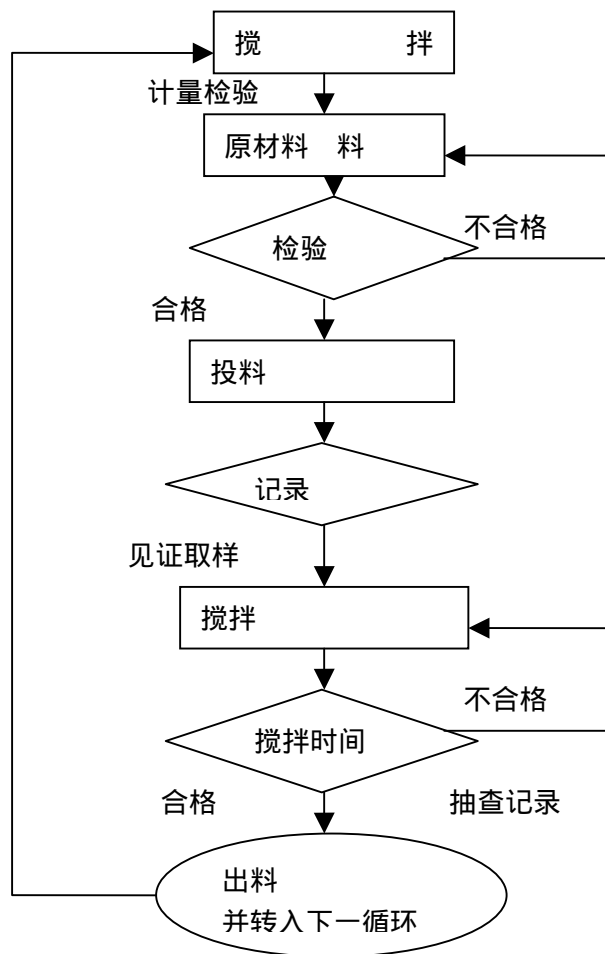 搅 拌
计量检验
原材料 料
不合格
检验
合格
投料
记录
见证取样
搅拌
不合格
搅拌时间
合格
抽查记录
出料
并转入下一循环